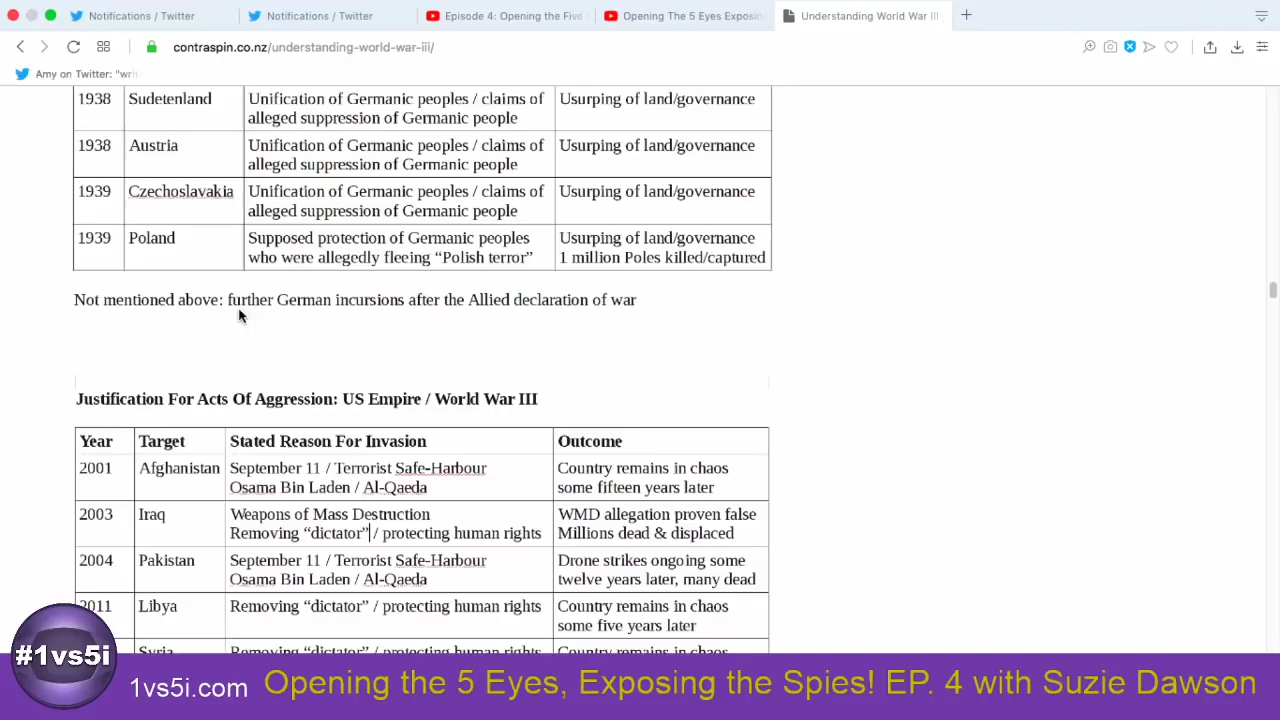 Notifications / Twitter
Notifications / Twitter
Episode 4: Opening the Five
Opening The 5 Eyes Exposin
Understanding World War III
contraspin.co.nz/understanding-world-war-iii/
Amy on Twitter: "writ
1938 Sudetenland Unification of Germanic peoples / claims of Usurping of land/governance
alleged suppression of Germanic people
1938 Austria Unification of Germanic peoples / claims of Usurping of land/governance
alleged suppression of Germanic people
1939 Czechoslavakia Unification of Germanic peoples / claims of Usurping of land/governance
alleged suppression of Germanic people
1939 Poland Supposed protection of Germanic peoples Usurping of land/governance
who were allegedly fleeing “Polish terror” 1 million Poles killed/captured
Not mentioned above: further German incursions after the Allied declaration of war
Justification For Acts Of Aggression: US Empire / World War III
Year Target Stated Reason For Invasion Outcome
2001 Afghanistan September 11 / Terrorist Safe-Harbour Country remains in chaos
Osama Bin Laden / Al-Qaeda some fifteen years later
2003 Iraq Weapons of Mass Destruction WMD allegation proven false
Removing “dictator” / protecting human rights Millions dead & displaced
2004 Pakistan September 11 / Terrorist Safe-Harbour Drone strikes ongoing some
Osama Bin Laden / Al-Qaeda twelve years later, many dead
2011 Libya Removing “dictator” / protecting human rights Country remains in chaos
some five years later
Syria Removing “dictator” / protecting human rights Country remains in chaos
#1vs5i
1vs5i.com
Opening the 5 Eyes, Exposing the Spies! EP. 4 with Suzie Dawson